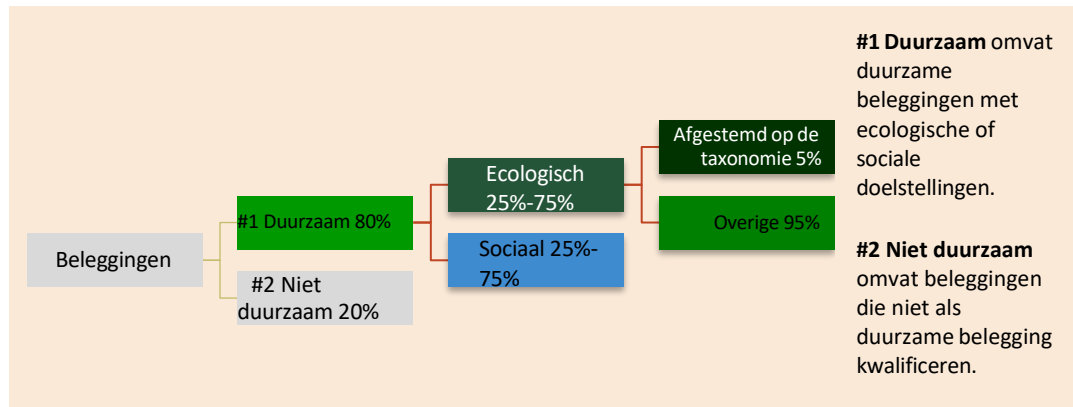 Beleggingen
#1 Duurzaam 80%
#2 Niet
duurzaam 20%
Ecologisch
25%-75%
Sociaal 25%-
75%
Afgestemd op de
taxonomie 5%
Overige 95%
#1 Duurzaam omvat
duurzame
beleggingen met
ecologische of
sociale
doelstellingen.
#2 Niet duurzaam
omvat beleggingen
die niet als
duurzame belegging
kwalificeren.